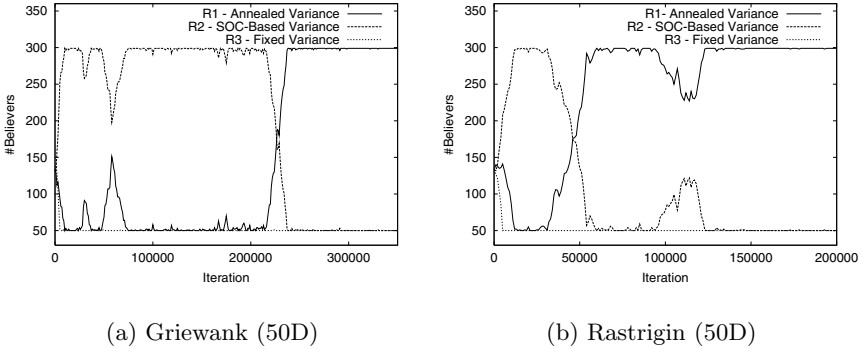 R1 - Annealed Variance
R2 - SOC-Based Variance
R3 - Fixed Variance
350
300
250
200
150
100
50
#Believers
0
100000
200000
300000
Iteration
(a) Griewank (50D)
R1- Annealed Variance
R2 - SOC-Based Variance
R3 - Fixed Variance
350
300
250
200
150
100
50
#Believers
0
50000
100000
150000
200000
Iteration
(b) Rastrigin (50D)